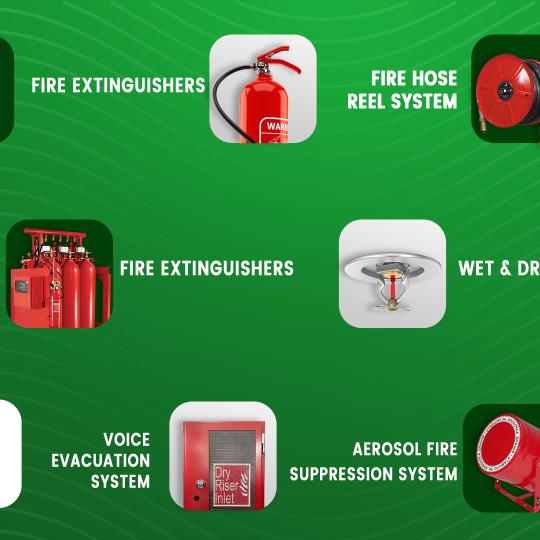 FIRE EXTINGUISHERS
WARN
FIRE HOSE
REEL SYSTEM
FIRE EXTINGUISHERS
WET & DR
VOICE
EVACUATION
SYSTEM
Dry
Riser
Inlet
AEROSOL FIRE
SUPPRESSION SYSTEM